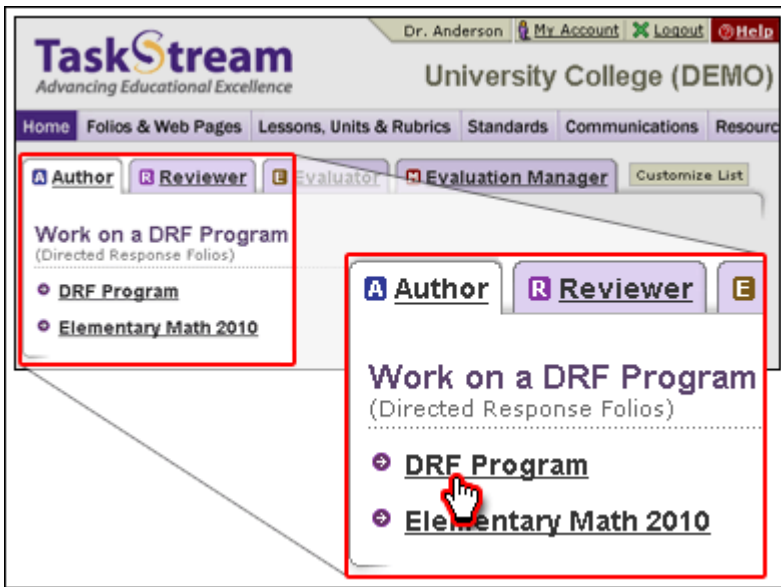 Dr. Anderson My Account Logout Help
TaskStream
Advancing Educational Excellence
University College (DEMO)
Home Folios & Web Pages Lessons, Units & Rubrics Standards Communications Resourc
A Author R Reviewer E Evaluator M Evaluation Manager Customize List
Work on a DRF Program
(Directed Response Folios)
DRF Program
Elementary Math 2010
A Author R Reviewer E
Work on a DRF Program
(Directed Response Folios)
DRF Program
Elementary Math 2010